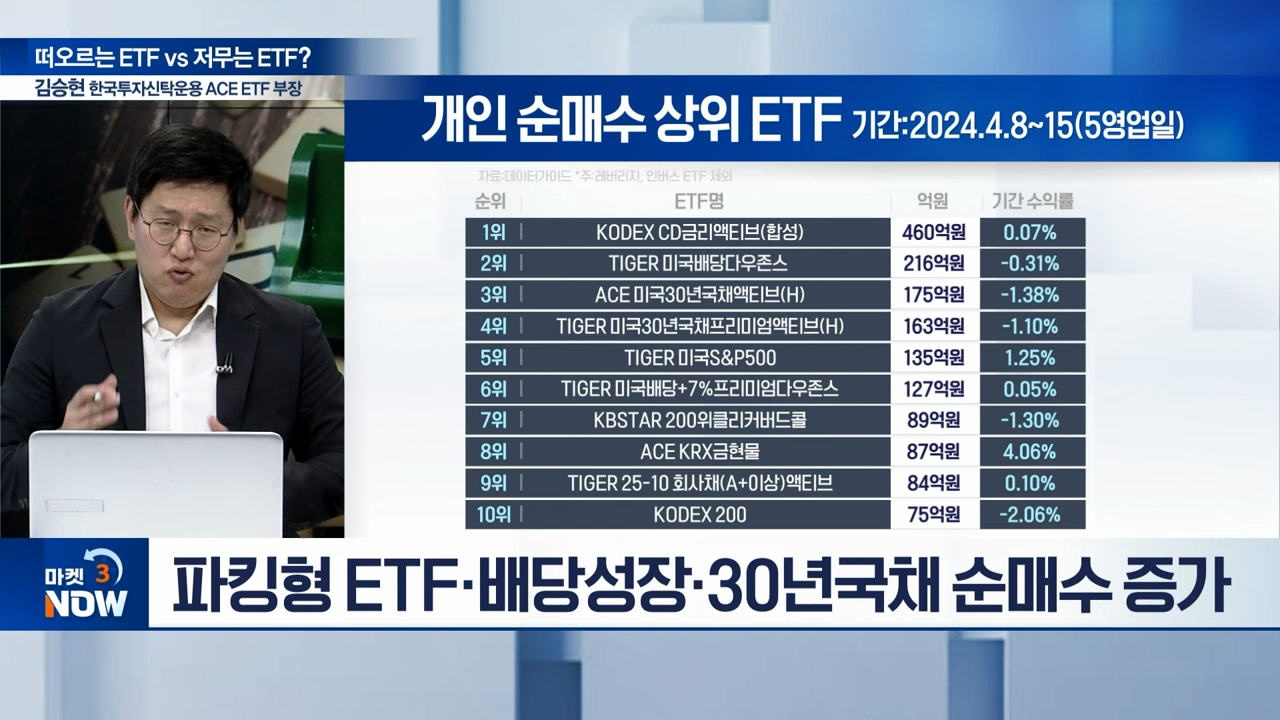 떠오르는 ETF vs 저무는 ETF?
김승현 한국투자신탁운용 ACE ETF 부장
개인 순매수 상위 ETF 기간:2024.4.8~15(5영업일)
자료:데이터가이드 *주:레버리지, 인버스 ETF 제외
순위 ETF명 억원 기간 수익률
1위 KODEX CD금리액티브(합성) 460억원 0.07%
2위 TIGER 미국배당다우존스 216억원 -0.31%
3위 ACE 미국30년국채액티브(H) 175억원 -1.38%
4위 TIGER 미국30년국채프리미엄액티브(H) 163억원 -1.10%
5위 TIGER 미국S&P500 135억원 1.25%
6위 TIGER 미국배당+7%프리미엄다우존스 127억원 0.05%
7위 KBSTAR 200위클리커버드콜 89억원 -1.30%
8위 ACE KRX금현물 87억원 4.06%
9위 TIGER 25-10 회사채(A+이상)액티브 84억원 0.10%
10위 KODEX 200 75억원 -2.06%
마켓 3
NOW
파킹형 ETF·배당성장·30년국채 순매수 증가